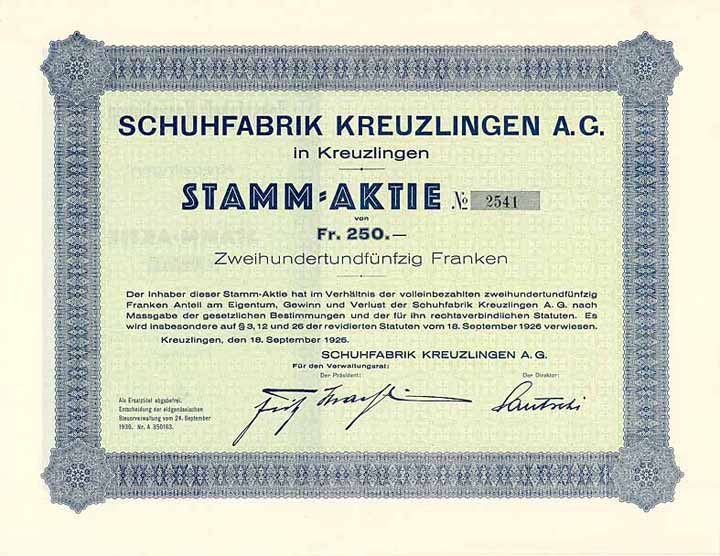 SCHUHFABRIK KREUZLINGEN A.G.
in Kreuzlingen
STAMM-AKTIE № 2541
von
Fr. 250.—
Zweihundertundfünfzig Franken
Der Inhaber dieser Stamm-Aktie hat im Verhältnis der volleinbezahlten zweihundertundfünfzig
Franken Anteil am Eigentum, Gewinn und Verlust der Schuhfabrik Kreuzlingen A. G. nach
Massgabe der gesetzlichen Bestimmungen und der für ihn rechtsverbindlichen Statuten. Es
wird insbesondere auf § 3, 12 und 26 der revidierten Statuten vom 18. September 1926 verwiesen.
Kreuzlingen, den 18. September 1926.
SCHUHFABRIK KREUZLINGEN A. G.
Für den Verwaltungsrat:
Der Präsident: Der Direktor:
Als Ersatztitel abgabefrei.
Entscheidung der eidgenössischen
Steuerverwaltung vom 24. September
1930. Nr. A 850163.